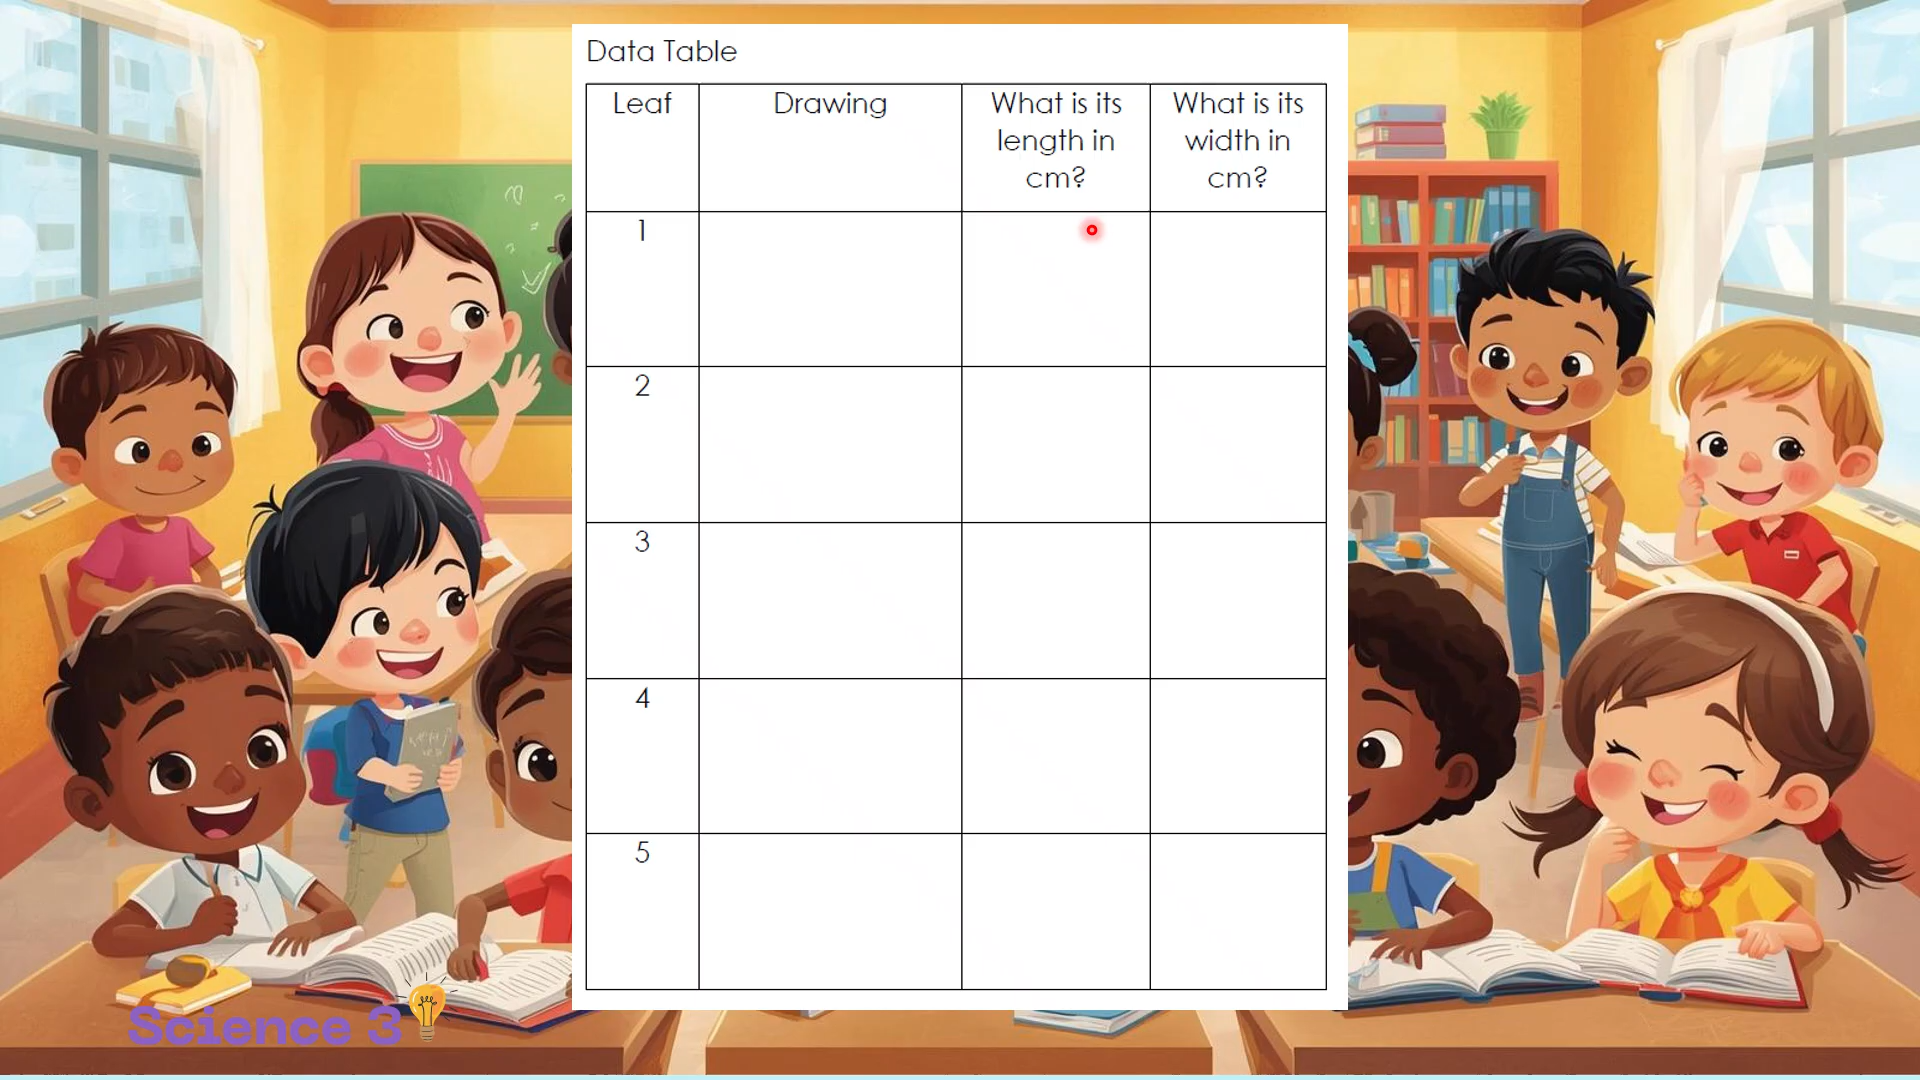 Data Table
Leaf
Drawing
What is its
length in
cm?
What is its
width in
cm?
1
2
3
4
5
Science 3